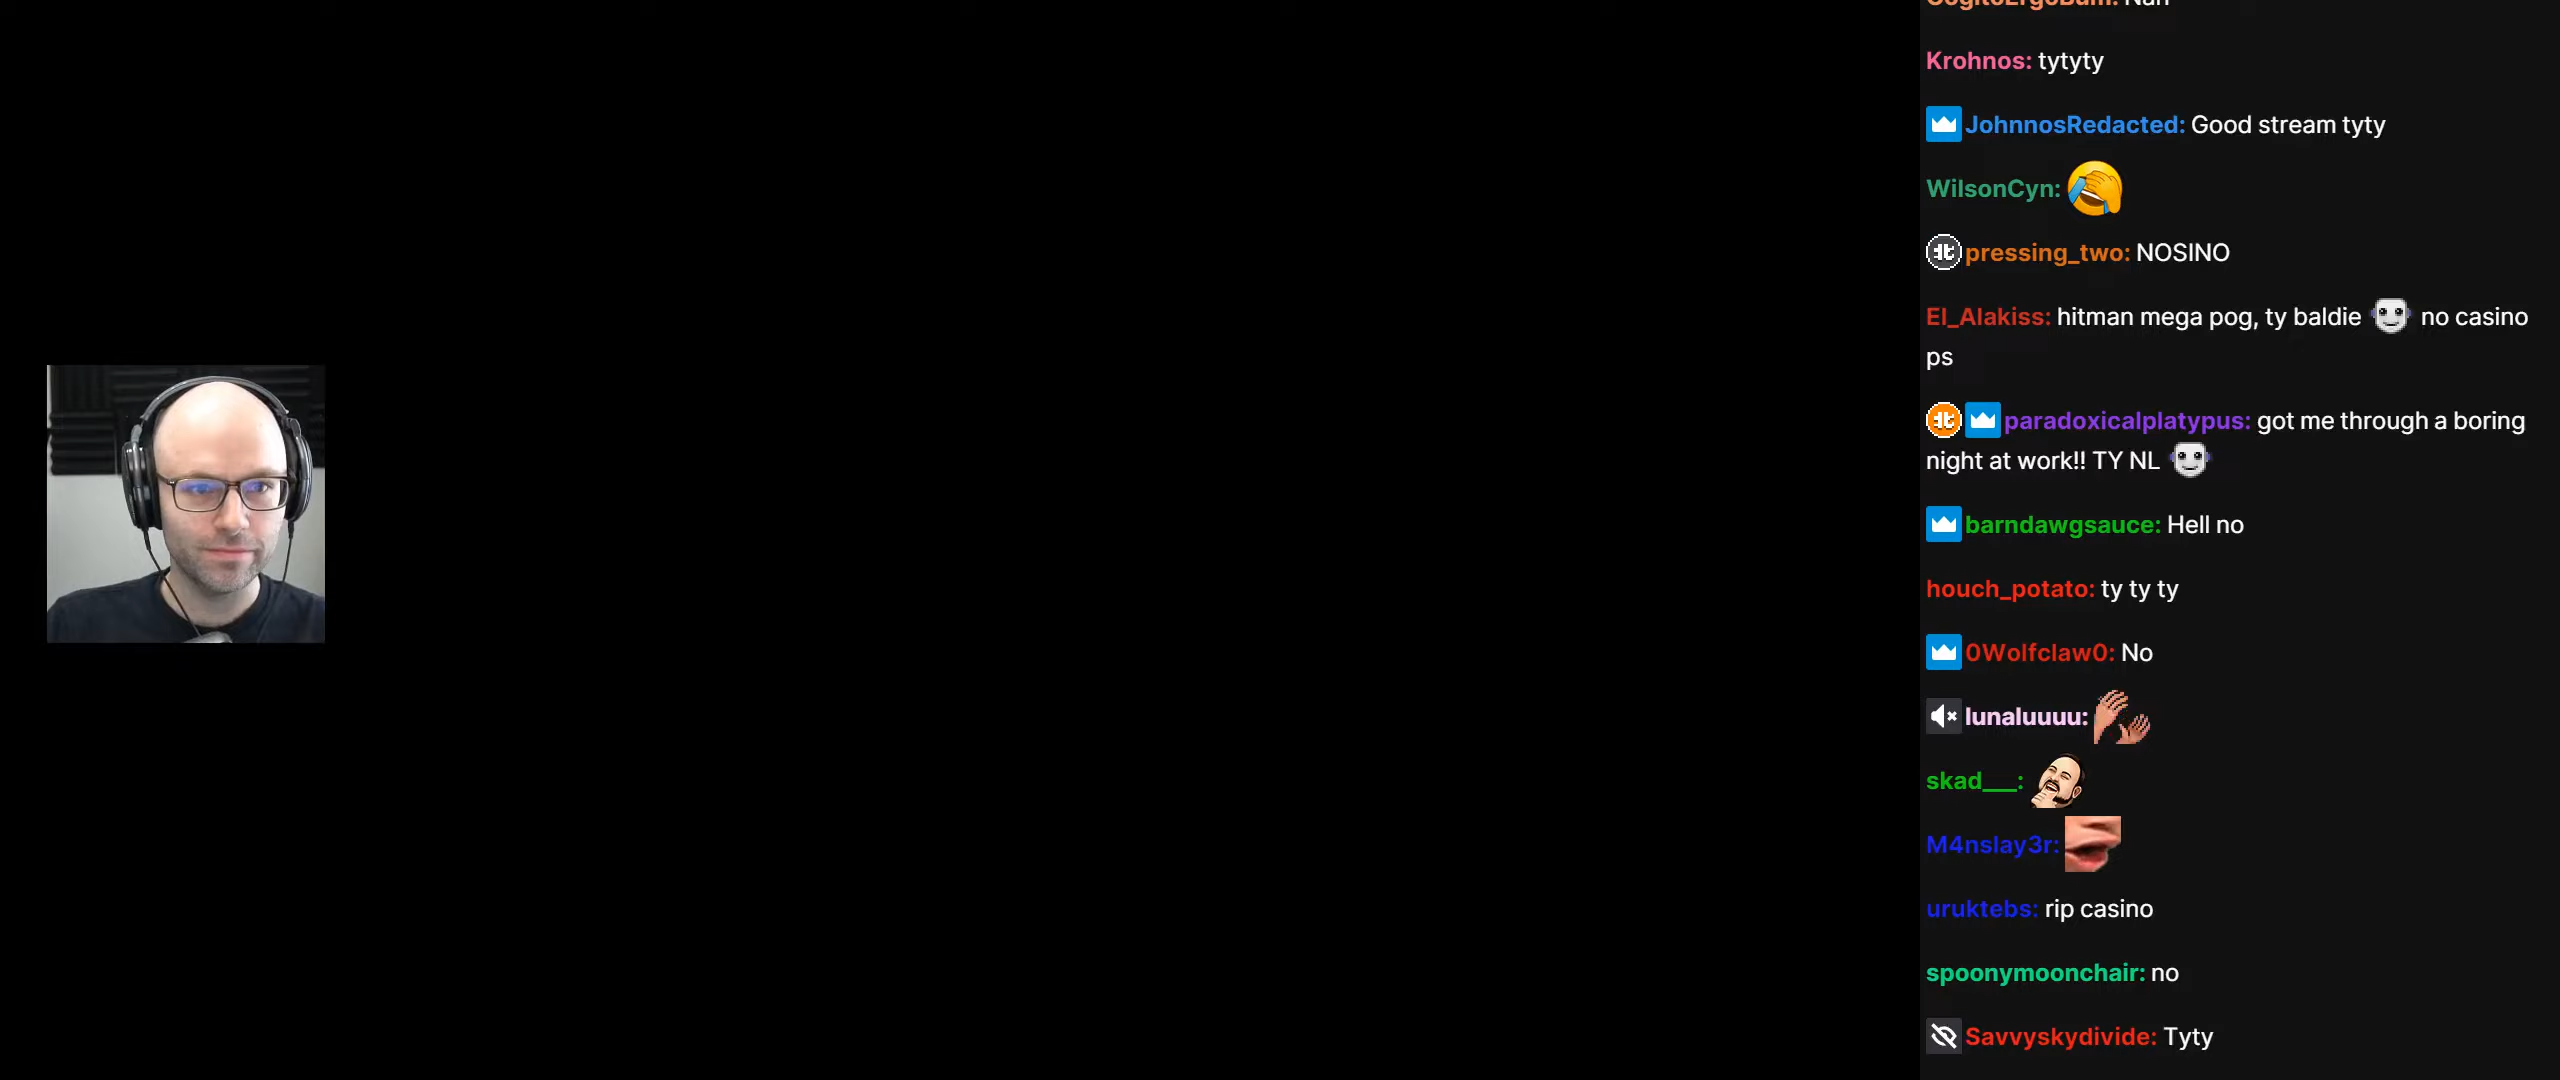 Krohnos: tytyty
JohnnosRedacted: Good stream tyty
WilsonCyn:
pressing_two: NOSINO
El_Alakiss: hitman mega pog, ty baldie no casino
ps
paradoxicalplatypus: got me through a boring
night at work!! TY NL
barndawgsauce: Hell no
houch_potato: ty ty ty
0Wolfclaw0: No
lunaluuuu:
skad___:
M4nslay3r:
uruktebs: rip casino
spoonymoonchair: no
Savvyskydivide: Tyty